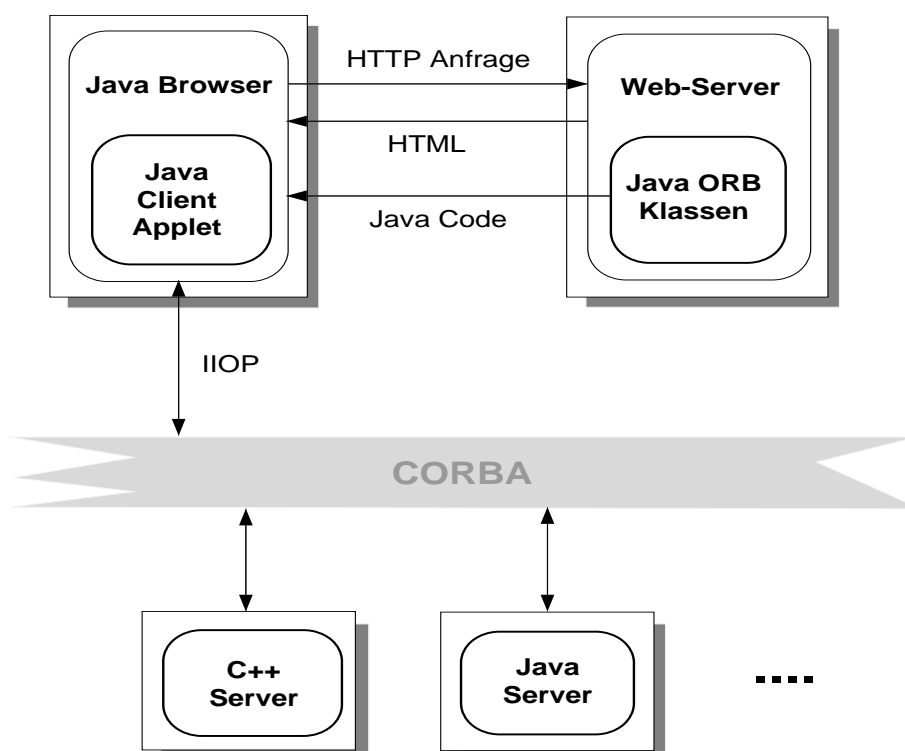 HTTP Anfrage
Java Browser
Web-Server
HTML
Java
Client
Applet
Java ORB
Klassen
Java Code
IIOP
CORBA
C++
Server
Java
Server